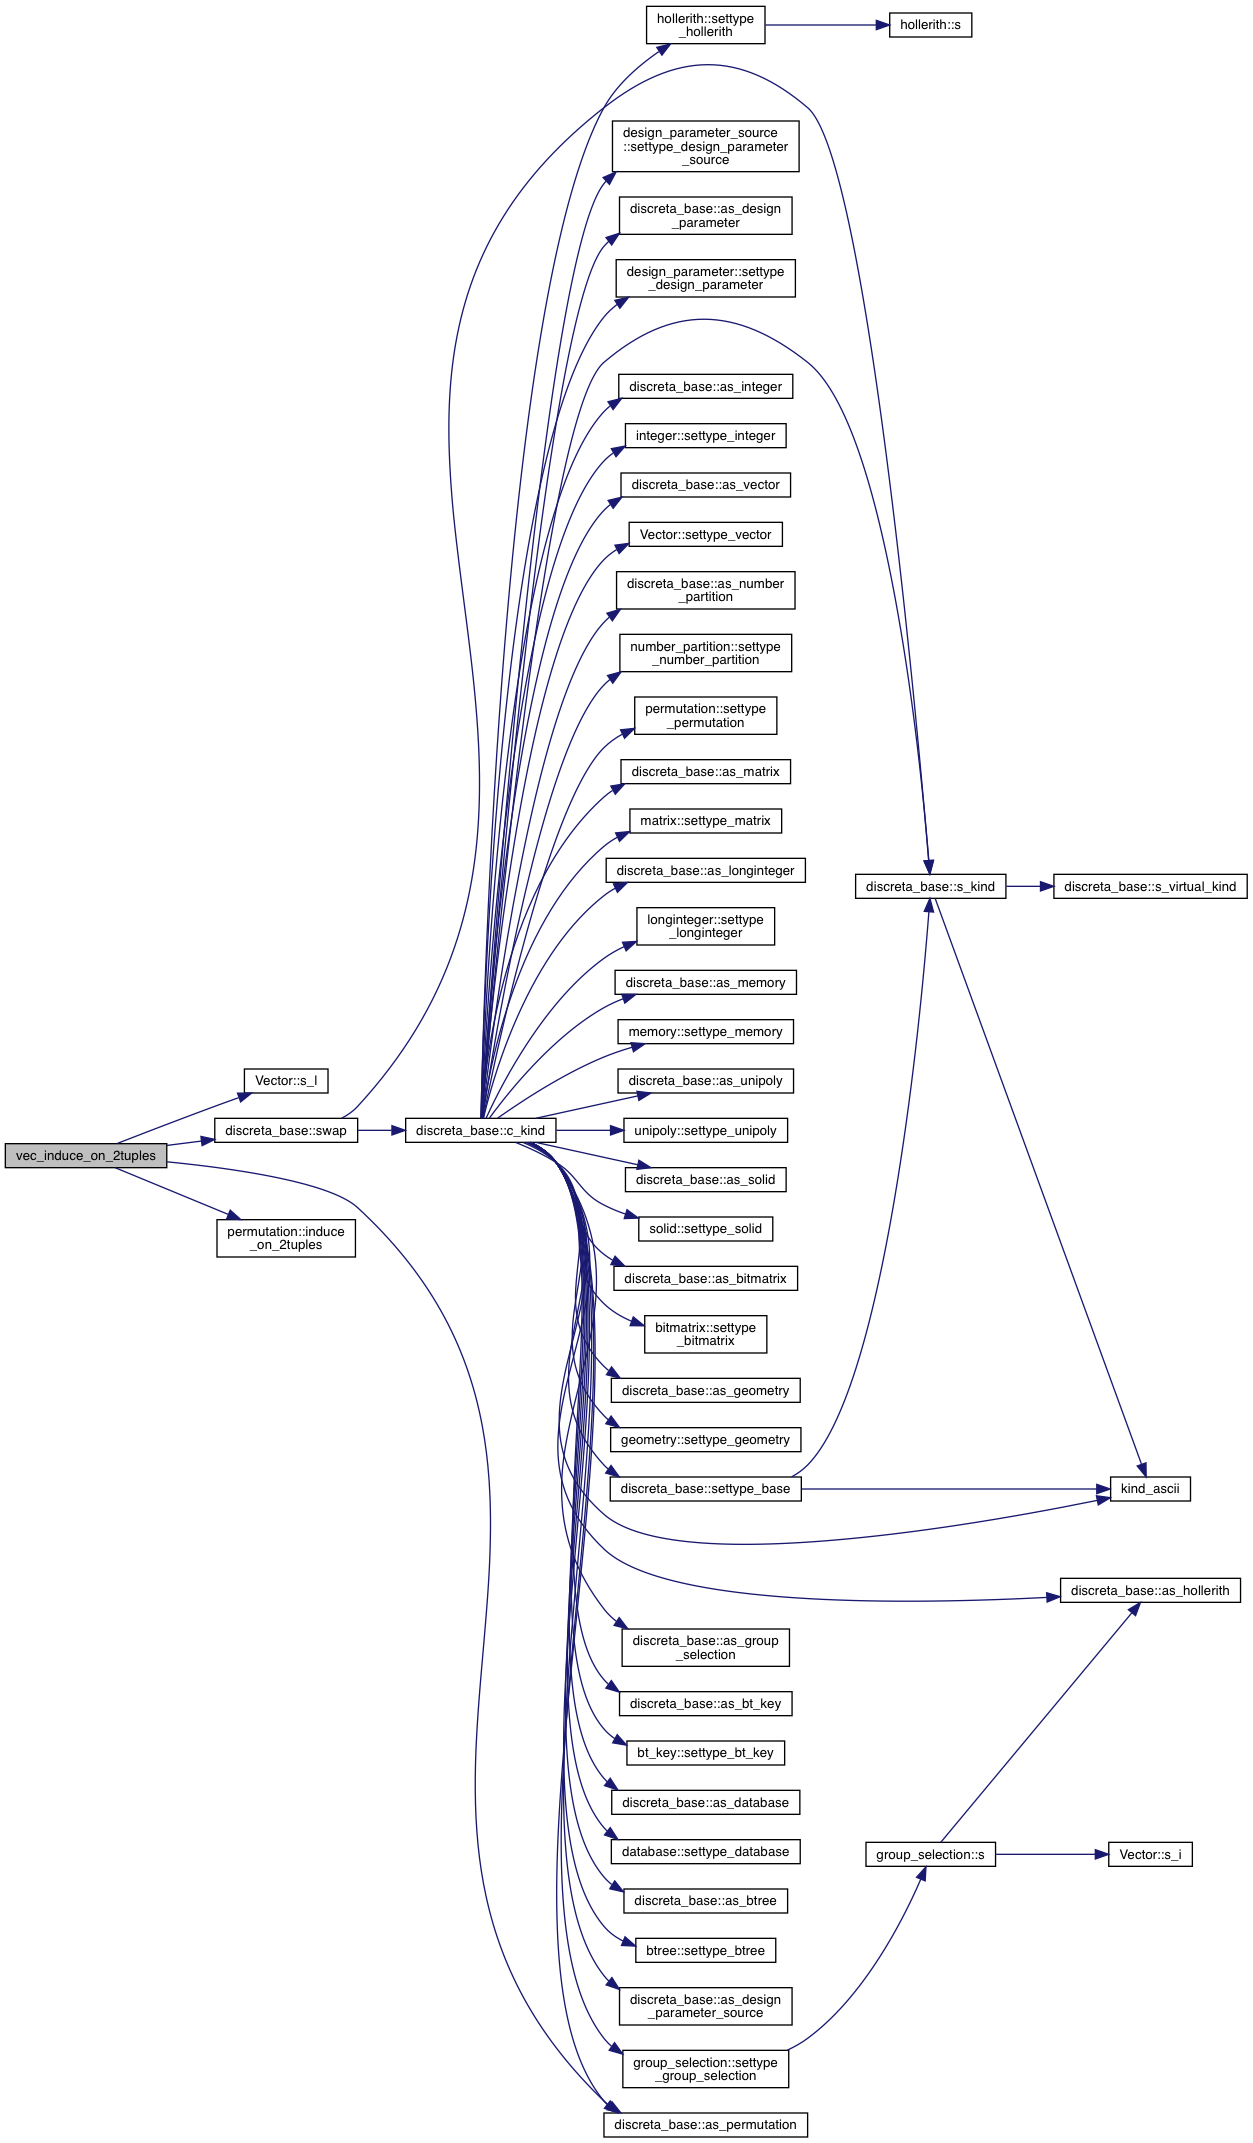 hollerith::settype
_hollerith
hollerith::s
design_parameter_source
::settype_design_parameter
_source
discreta_base::as_design
_parameter
design_parameter::settype
_design_parameter
discreta_base::as_integer
integer::settype_integer
discreta_base::as_vector
Vector::settype_vector
discreta_base::as_number
_partition
number_partition::settype
_number_partition
permutation::settype
_permutation
discreta_base::as_matrix
matrix::settype_matrix
discreta_base::as_longinteger
discreta_base::s_kind
discreta_base::s_virtual_kind
longinteger::settype
_longinteger
discreta_base::as_memory
memory::settype_memory
Vector::s_l
discreta_base::as_unipoly
discreta_base::swap
discreta_base::c_kind
unipoly::settype_unipoly
vec_induce_on_2tuples
discreta_base::as_solid
permutation::induce
_on_2tuples
solid::settype_solid
discreta_base::as_bitmatrix
bitmatrix::settype
_bitmatrix
discreta_base::as_geometry
geometry::settype_geometry
discreta_base::settype_base
kind_ascii
discreta_base::as_hollerith
discreta_base::as_group
_selection
discreta_base::as_bt_key
bt_key::settype_bt_key
discreta_base::as_database
database::settype_database
group_selection::s
Vector::s_i
discreta_base::as_btree
btree::settype_btree
discreta_base::as_design
_parameter_source
group_selection::settype
_group_selection
discreta_base::as_permutation